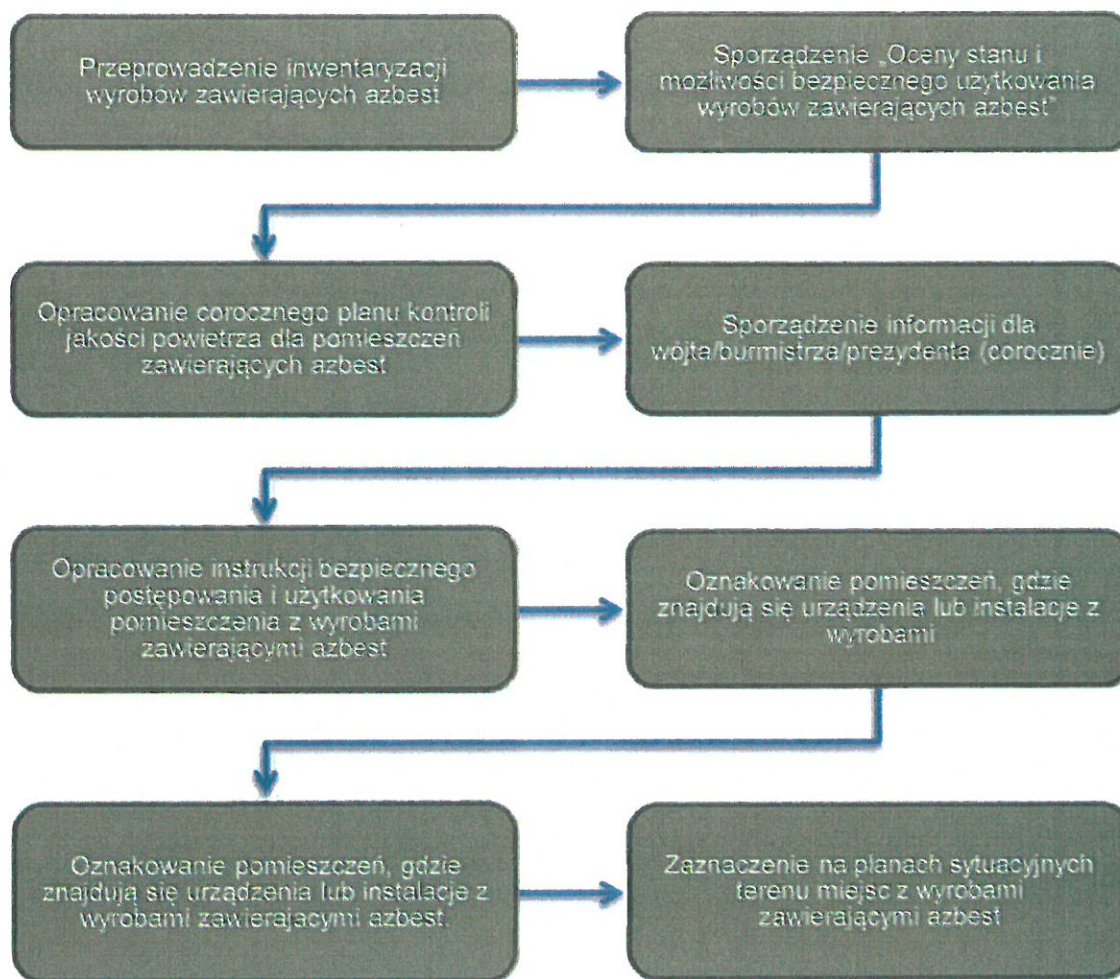 Przeprowadzenie inwentaryzacji
wyrobów zawierających azbest
Sporządzenie „Oceny stanu i
możliwości bezpiecznego użytkowania
wyrobów zawierających azbest”
Opracowanie corocznego planu kontroli
jakości powietrza dla pomieszczeń
zawierających azbest
Sporządzenie informacji dla
wójta/burmistrza/prezydenta (corocznie)
Opracowanie instrukcji bezpiecznego
postępowania i użytkowania
pomieszczenia z wyrobami
zawierającymi azbest
Oznakowanie pomieszczeń, gdzie
znajdują się urządzenia lub instalacje z
wyrobami
Oznakowanie pomieszczeń, gdzie
znajdują się urządzenia lub instalacje z
wyrobami zawierającymi azbest.
Zaznaczenie na planach sytuacyjnych
terenu miejsc z wyrobami
zawierającymi azbest